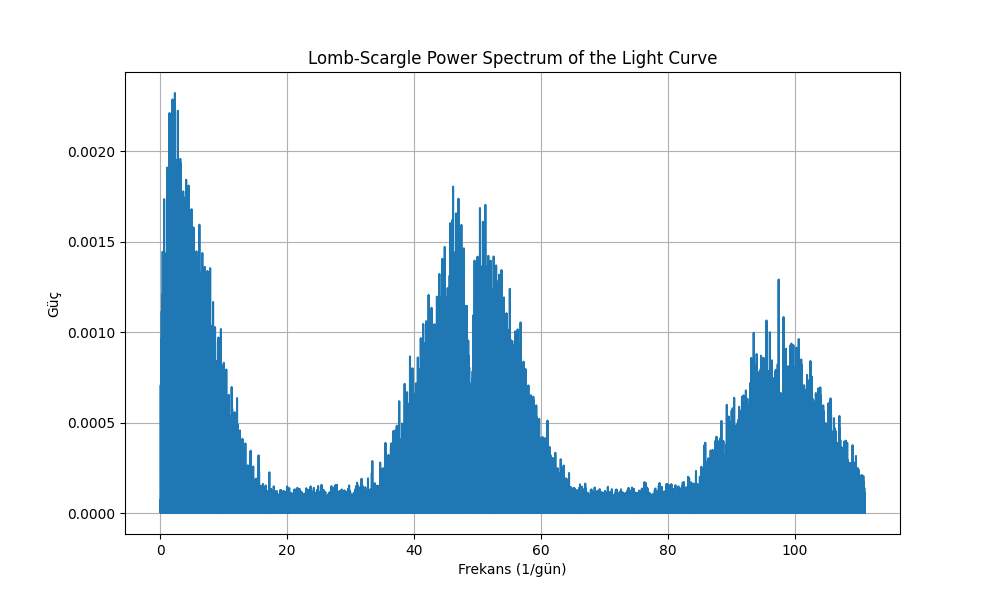 Lomb-Scargle Power Spectrum of the Light Curve
Güç
0.0020
0.0015
0.0010
0.0005
0.0000
0 20 40 60 80 100
Frekans (1/gün)